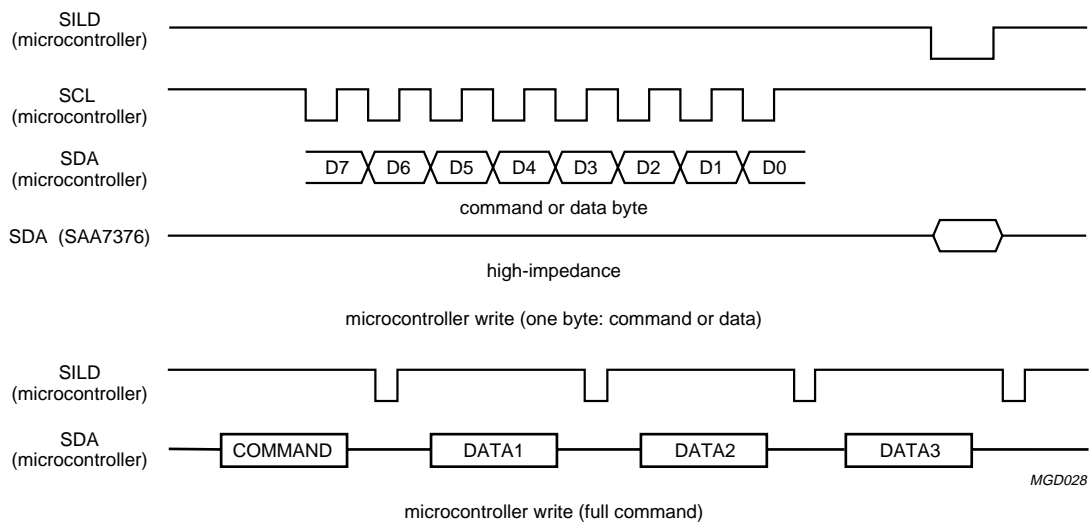 SILD
(microcontroller)
SCL
(microcontroller)
SDA
(microcontroller)
D7 D6 D5 D4 D3 D2 D1 D0
command or data byte
SDA (SAA7376)
high-impedance
microcontroller write (one byte: command or data)
SILD
(microcontroller)
SDA
(microcontroller)
COMMAND DATA1 DATA2 DATA3
MGD028
microcontroller write (full command)